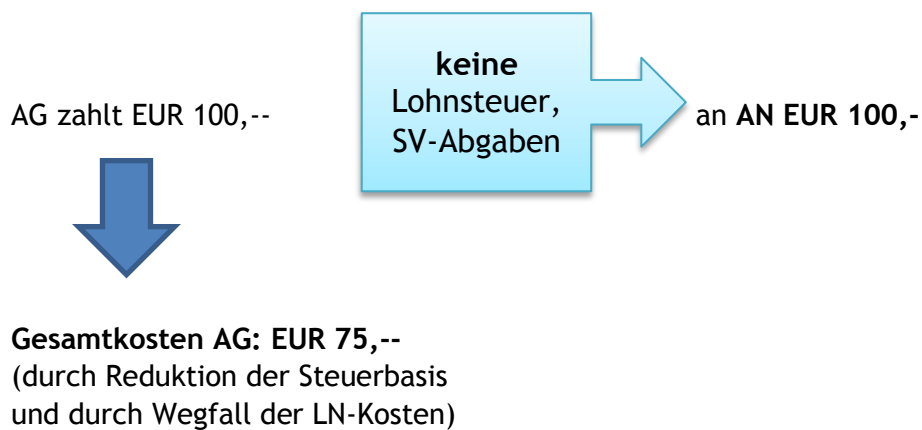 AG zahlt EUR 100,--
keine
Lohnsteuer,
SV-Abgaben
an AN EUR 100,-
Gesamtkosten AG: EUR 75,--
(durch Reduktion der Steuerbasis
und durch Wegfall der LN-Kosten)